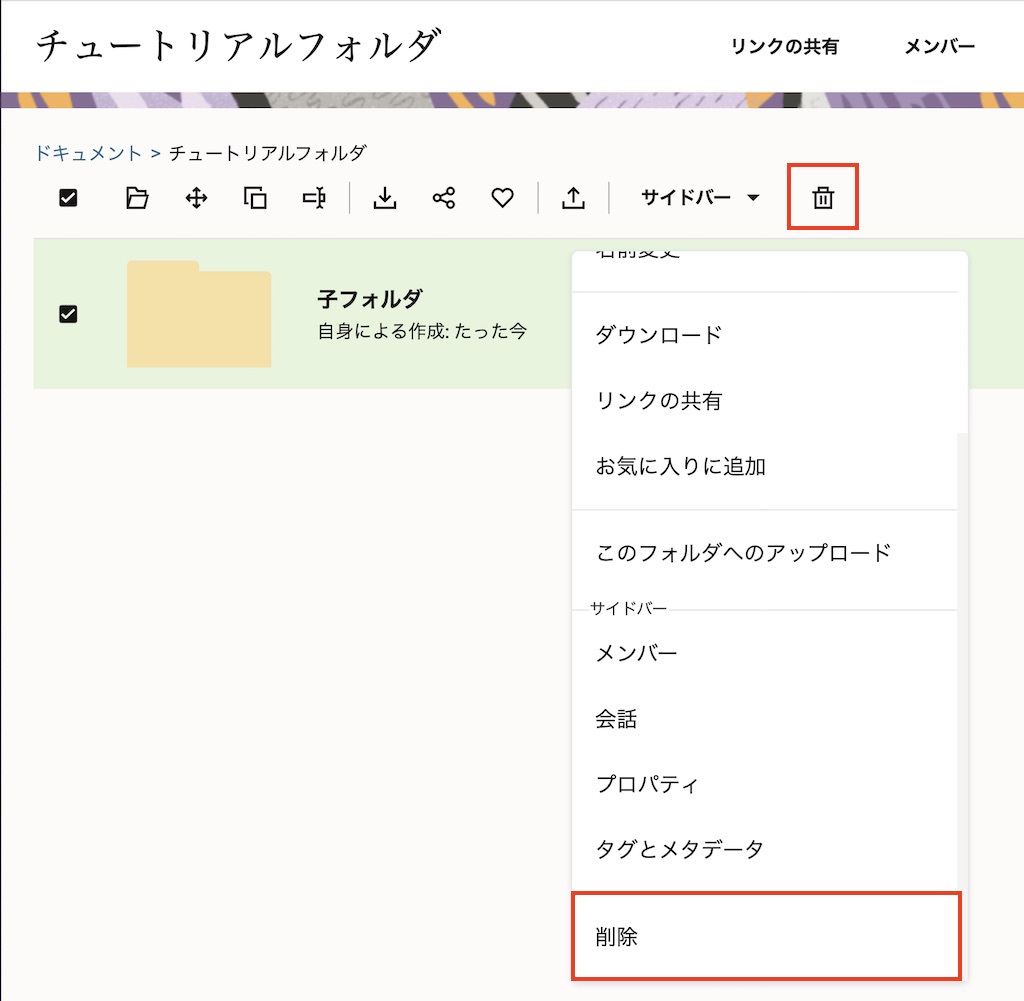 チュートリアルフォルダ
リンクの共有
メンバー
ドキュメント > チュートリアルフォルダ
サイドバー
子フォルダ
自身による作成: たった今
名前変更
ダウンロード
リンクの共有
お気に入りに追加
このフォルダへのアップロード
サイドバー
メンバー
会話
プロパティ
タグとメタデータ
削除